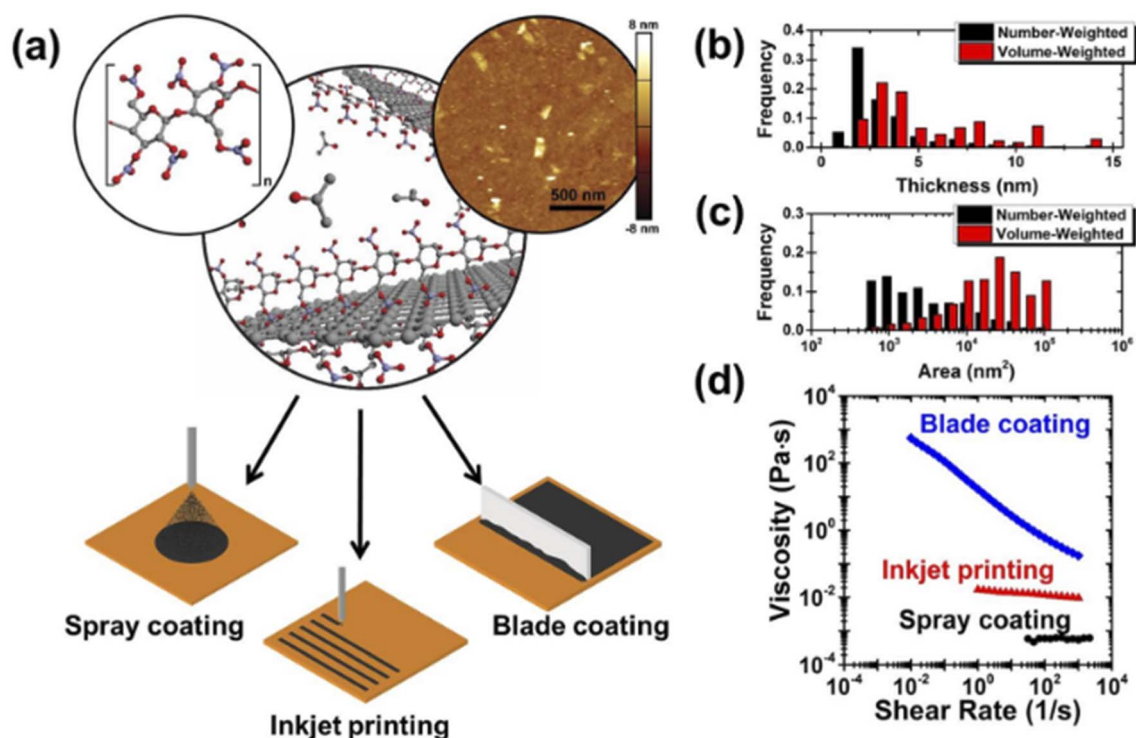 (a)
n
8 nm
-8 nm
500 nm
Spray coating
Inkjet printing
Blade coating
(b)
Number-Weighted
Volume-Weighted
Frequency
0.4
0.3
0.2
0.1
0.0
0
5
10
15
Thickness (nm)
(c)
Number-Weighted
Volume-Weighted
Frequency
0.3
0.2
0.1
0.0
10²
10³
10⁴
10⁵
10⁶
Area (nm²)
(d)
Viscosity (Pa·s)
10⁴
10²
10⁰
10⁻²
10⁻⁴
Blade coating
Inkjet printing
Spray coating
10⁻⁴
10⁻²
10⁰
10²
10⁴
Shear Rate (1/s)